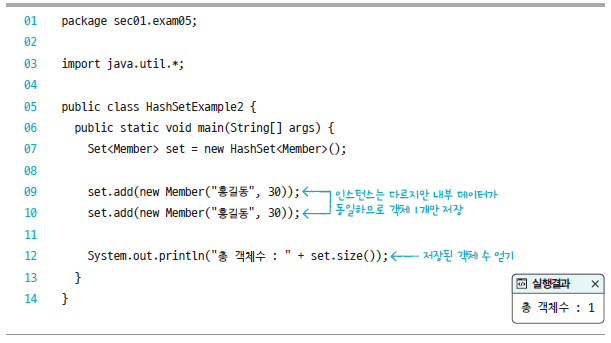 01 package sec01.exam05;
02
03 import java.util.*;
04
05 public class HashSetExample2 {
06 public static void main(String[] args) {
07 Set<Member> set = new HashSet<Member>();
08
09 set.add(new Member("홍길동", 30)); 인스턴스는 다르지만 내부 데이터가
10 set.add(new Member("홍길동", 30)); 동일하므로 객체 1개만 저장
11
12 System.out.println("총 객체수 : " + set.size()); 저장된 객체 수 얻기
13 }
14 }
실행결과 ×
총 객체수 : 1